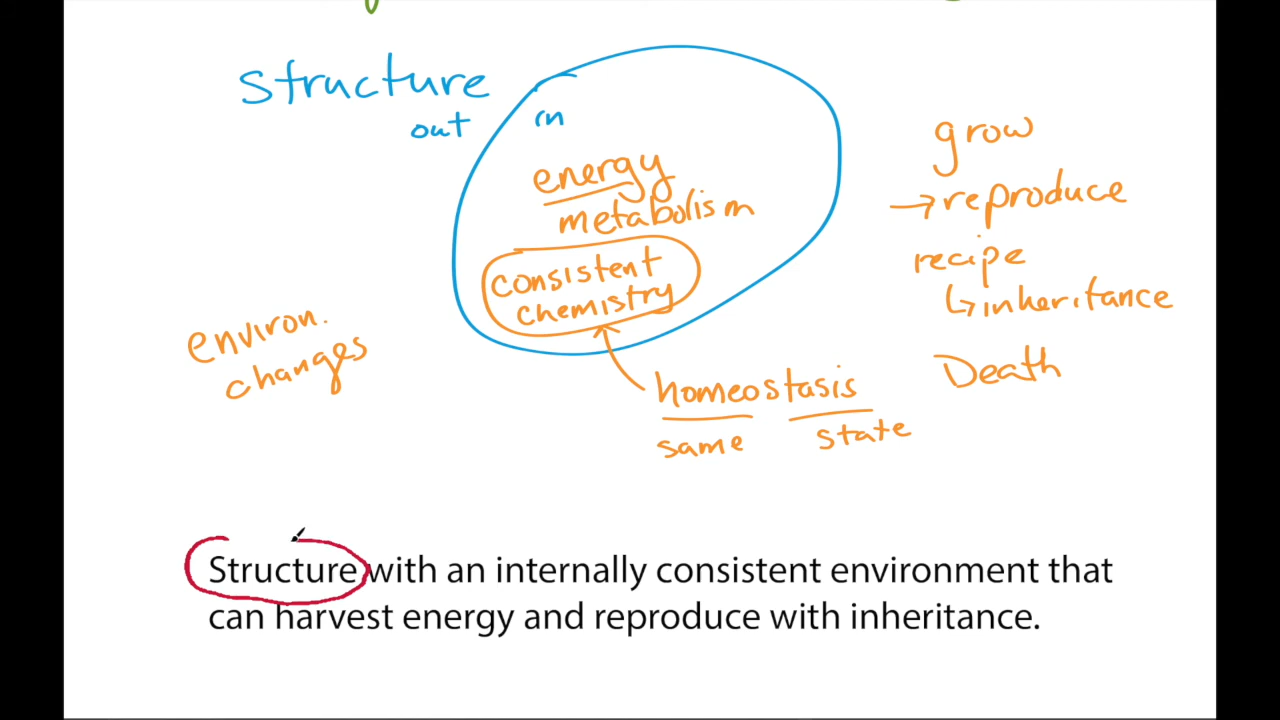 structure
out
in
energy
metabolism
consistent
chemistry
environ.
changes
homeostasis
same
state
grow
→reproduce
recipe
↳inheritance
Death
Structure with an internally consistent environment that
can harvest energy and reproduce with inheritance.